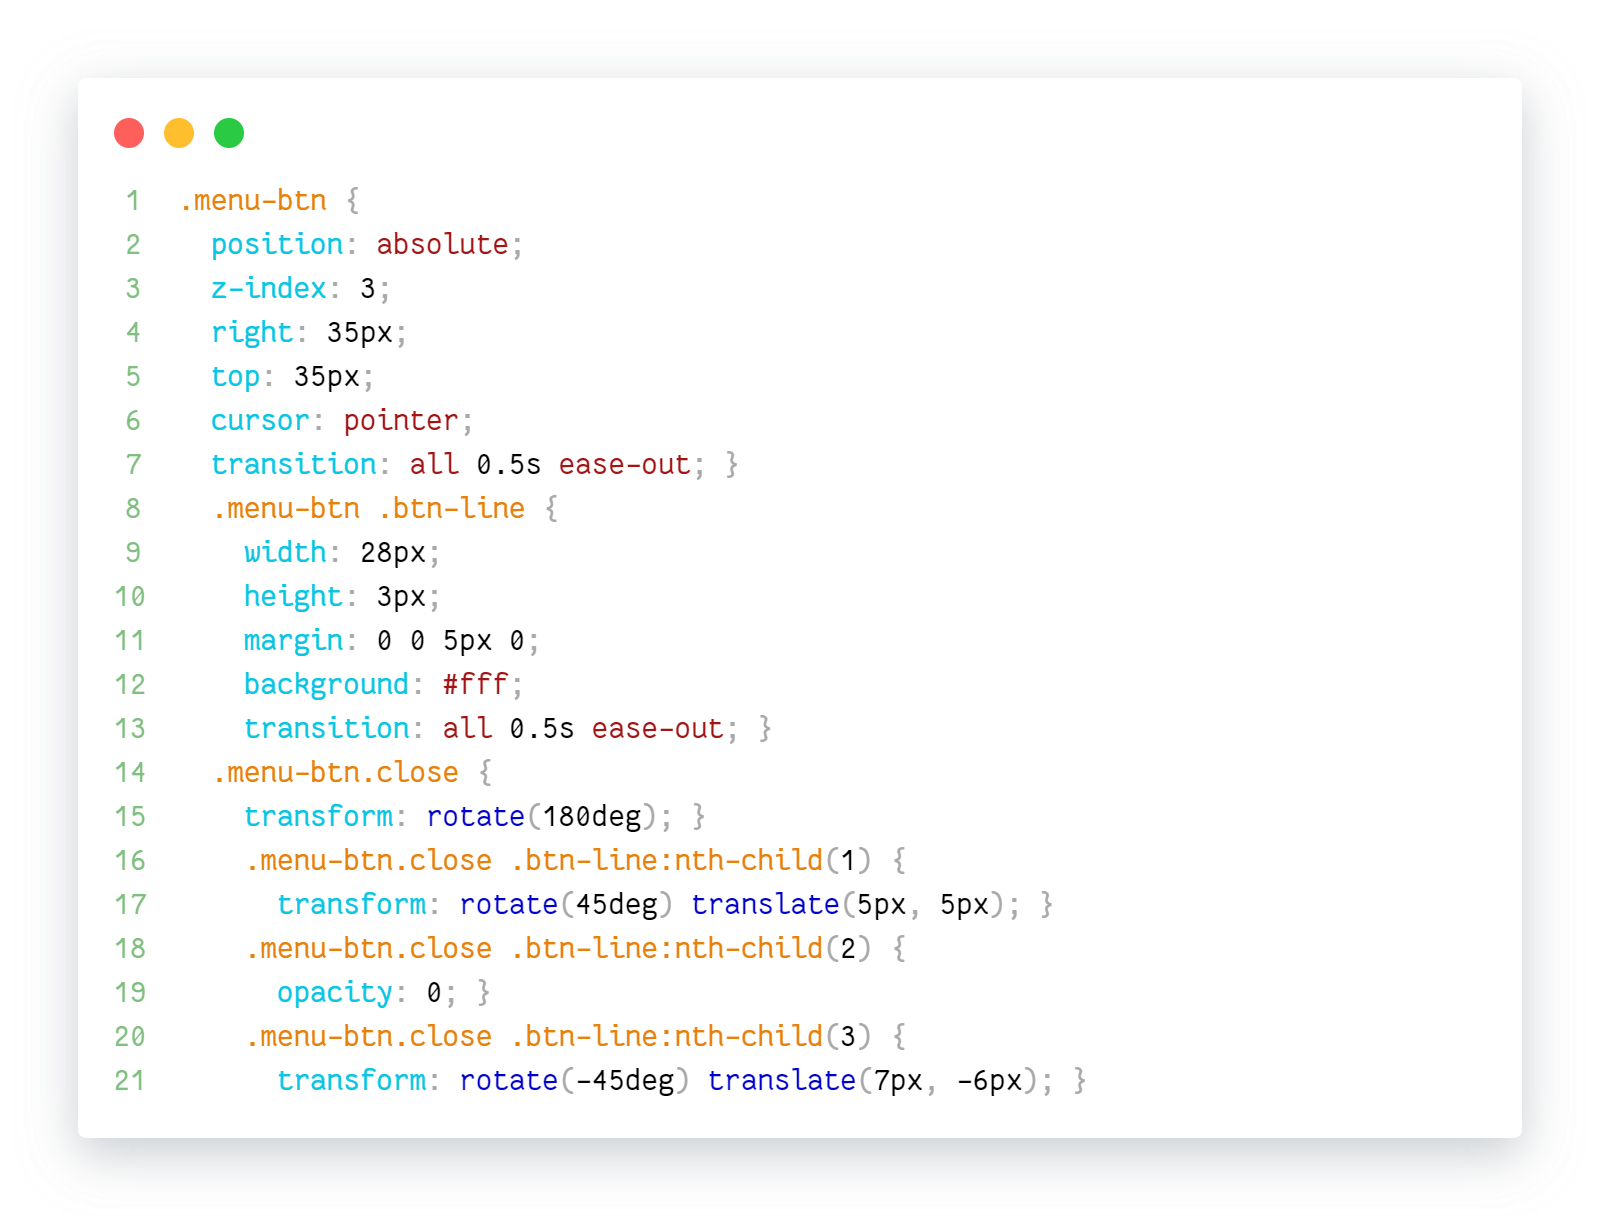 1 .menu-btn {
2 position: absolute;
3 z-index: 3;
4 right: 35px;
5 top: 35px;
6 cursor: pointer;
7 transition: all 0.5s ease-out; }
8 .menu-btn .btn-line {
9 width: 28px;
10 height: 3px;
11 margin: 0 0 5px 0;
12 background: #fff;
13 transition: all 0.5s ease-out; }
14 .menu-btn.close {
15 transform: rotate(180deg); }
16 .menu-btn.close .btn-line:nth-child(1) {
17 transform: rotate(45deg) translate(5px, 5px); }
18 .menu-btn.close .btn-line:nth-child(2) {
19 opacity: 0; }
20 .menu-btn.close .btn-line:nth-child(3) {
21 transform: rotate(-45deg) translate(7px, -6px); }